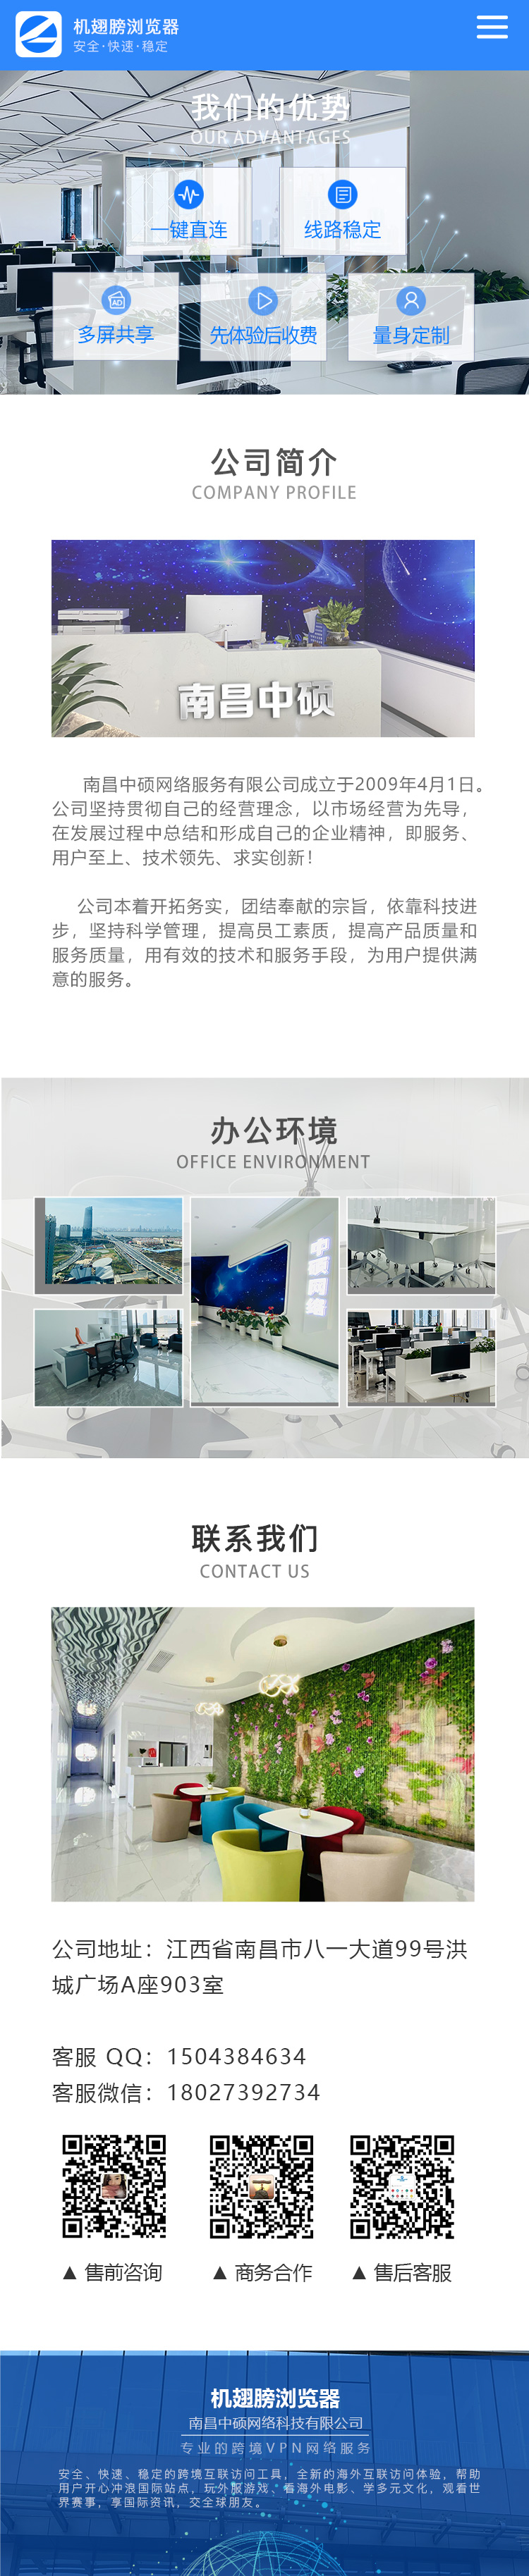 机翅膀浏览器
安全·快速·稳定
我们的优势
OUR ADVANTAGES
一键直连
线路稳定
AD
多屏共享
先体验后收费
量身定制
公司简介
COMPANY PROFILE
南昌中硕
南昌中硕网络服务有限公司成立于2009年4月1日。
公司坚持贯彻自己的经营理念，以市场经营为先导，
在发展过程中总结和形成自己的企业精神，即服务、
用户至上、技术领先、求实创新！
公司本着开拓务实，团结奉献的宗旨，依靠科技进
步，坚持科学管理，提高员工素质，提高产品质量和
服务质量，用有效的技术和服务手段，为用户提供满
意的服务。
办公环境
OFFICE ENVIRONMENT
中硕网络
联系我们
CONTACT US
公司地址：江西省南昌市八一大道99号洪
城广场A座903室
客服 QQ：1504384634
客服微信：18027392734
▲ 售前咨询
▲ 商务合作
▲ 售后客服
机翅膀浏览器
南昌中硕网络科技有限公司
专业的跨境VPN网络服务
安全、快速、稳定的跨境互联访问工具，全新的海外互联访问体验，帮助
用户开心冲浪国际站点，玩外服游戏、看海外电影、学多元文化，观看世
界赛事，享国际资讯，交全球朋友。